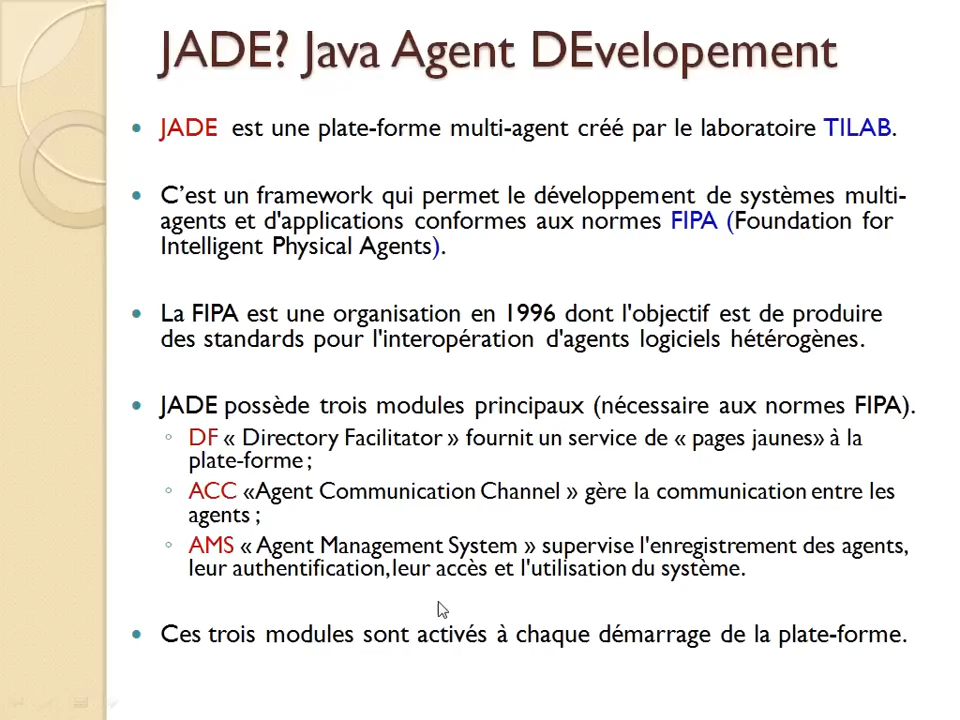 JADE? Java Agent DEvelopement
• JADE est une plate-forme multi-agent créé par le laboratoire TILAB.
• C’est un framework qui permet le développement de systèmes multi-
agents et d'applications conformes aux normes FIPA (Foundation for
Intelligent Physical Agents).
• La FIPA est une organisation en 1996 dont l'objectif est de produire
des standards pour l'interopération d'agents logiciels hétérogènes.
• JADE possède trois modules principaux (nécessaire aux normes FIPA).
◦ DF « Directory Facilitator » fournit un service de « pages jaunes» à la
plate-forme ;
◦ ACC «Agent Communication Channel » gère la communication entre les
agents ;
◦ AMS « Agent Management System » supervise l'enregistrement des agents,
leur authentification, leur accès et l'utilisation du système.
• Ces trois modules sont activés à chaque démarrage de la plate-forme.